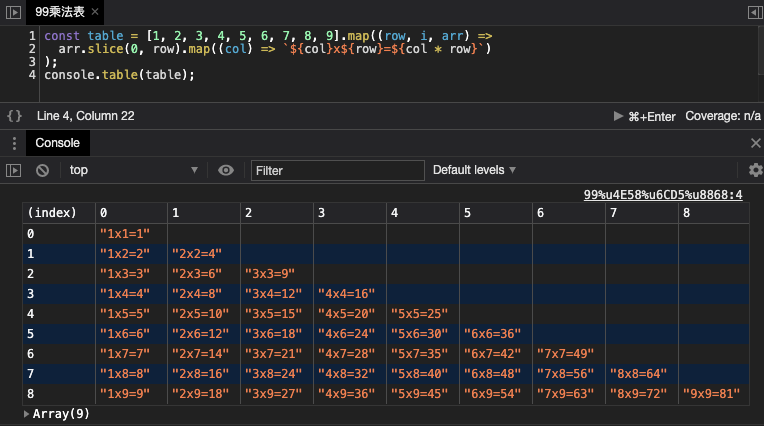 99乘法表 ×
1 const table = [1, 2, 3, 4, 5, 6, 7, 8, 9].map((row, i, arr) =>
2 arr.slice(0, row).map((col) => `${col}x${row}=${col * row}`)
3 );
4 console.table(table);
{} Line 4, Column 22 ⌘+Enter Coverage: n/a
Console
top Filter Default levels
99%u4E58%u6CD5%u8868:4
(index) 0 1 2 3 4 5 6 7 8
0 "1x1=1"
1 "1x2=2" "2x2=4"
2 "1x3=3" "2x3=6" "3x3=9"
3 "1x4=4" "2x4=8" "3x4=12" "4x4=16"
4 "1x5=5" "2x5=10" "3x5=15" "4x5=20" "5x5=25"
5 "1x6=6" "2x6=12" "3x6=18" "4x6=24" "5x6=30" "6x6=36"
6 "1x7=7" "2x7=14" "3x7=21" "4x7=28" "5x7=35" "6x7=42" "7x7=49"
7 "1x8=8" "2x8=16" "3x8=24" "4x8=32" "5x8=40" "6x8=48" "7x8=56" "8x8=64"
8 "1x9=9" "2x9=18" "3x9=27" "4x9=36" "5x9=45" "6x9=54" "7x9=63" "8x9=72" "9x9=81"
Array(9)